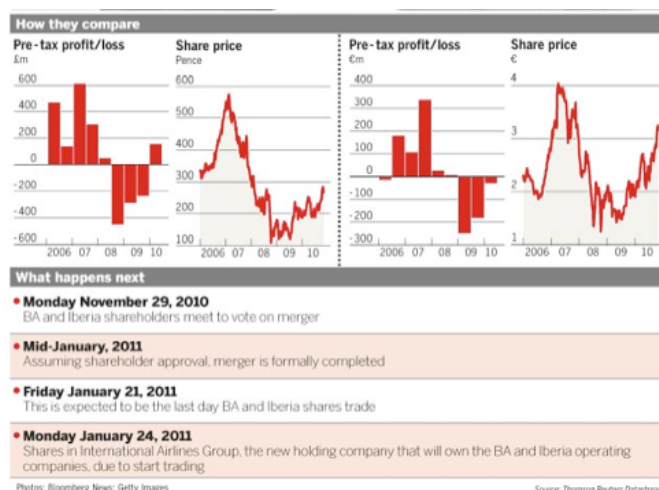 How they compare
Pre-tax profit/loss
£m
600
400
200
0
-200
-400
-600
2006 07 08 09 10
Share price
Pence
600
500
400
300
200
100
2006 07 08 09 10
Pre-tax profit/loss
€m
400
300
200
100
0
-100
-200
-300
2006 07 08 09 10
Share price
€
4
3
2
1
2006 07 08 09 10
What happens next
• Monday November 29, 2010
BA and Iberia shareholders meet to vote on merger
• Mid-January, 2011
Assuming shareholder approval, merger is formally completed
• Friday January 21, 2011
This is expected to be the last day BA and Iberia shares trade
• Monday January 24, 2011
Shares in International Airlines Group, the new holding company that will own the BA and Iberia operating
companies, due to start trading
Photos: Bloomberg News; Getty Images
Source: Thomson Reuters